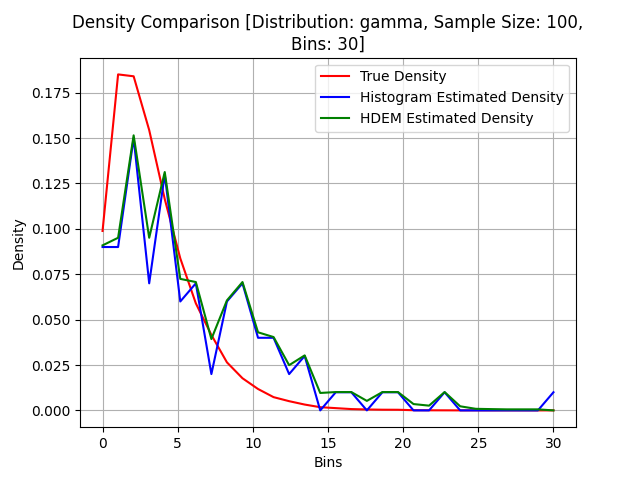 Density Comparison [Distribution: gamma, Sample Size: 100,
Bins: 30]
True Density
Histogram Estimated Density
HDEM Estimated Density
Density
0.175
0.150
0.125
0.100
0.075
0.050
0.025
0.000
0 5 10 15 20 25 30
Bins